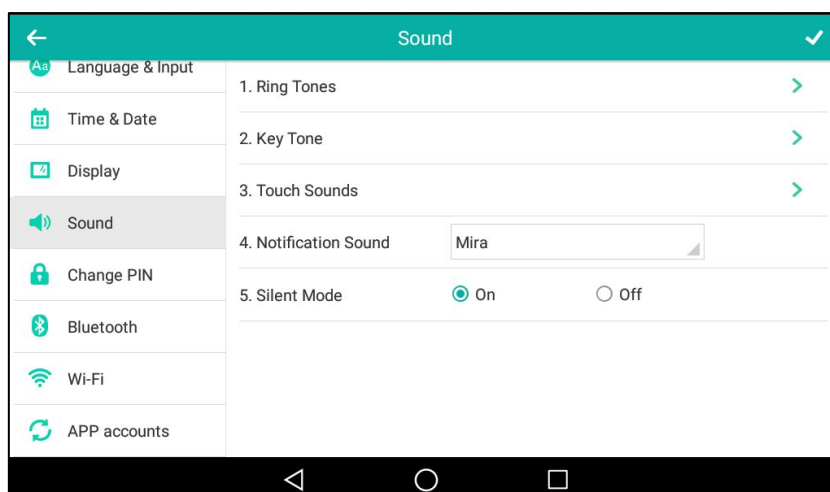 Sound
Aa Language & Input
Time & Date
Display
Sound
Change PIN
Bluetooth
Wi-Fi
APP accounts
1. Ring Tones
2. Key Tone
3. Touch Sounds
4. Notification Sound Mira
5. Silent Mode On Off